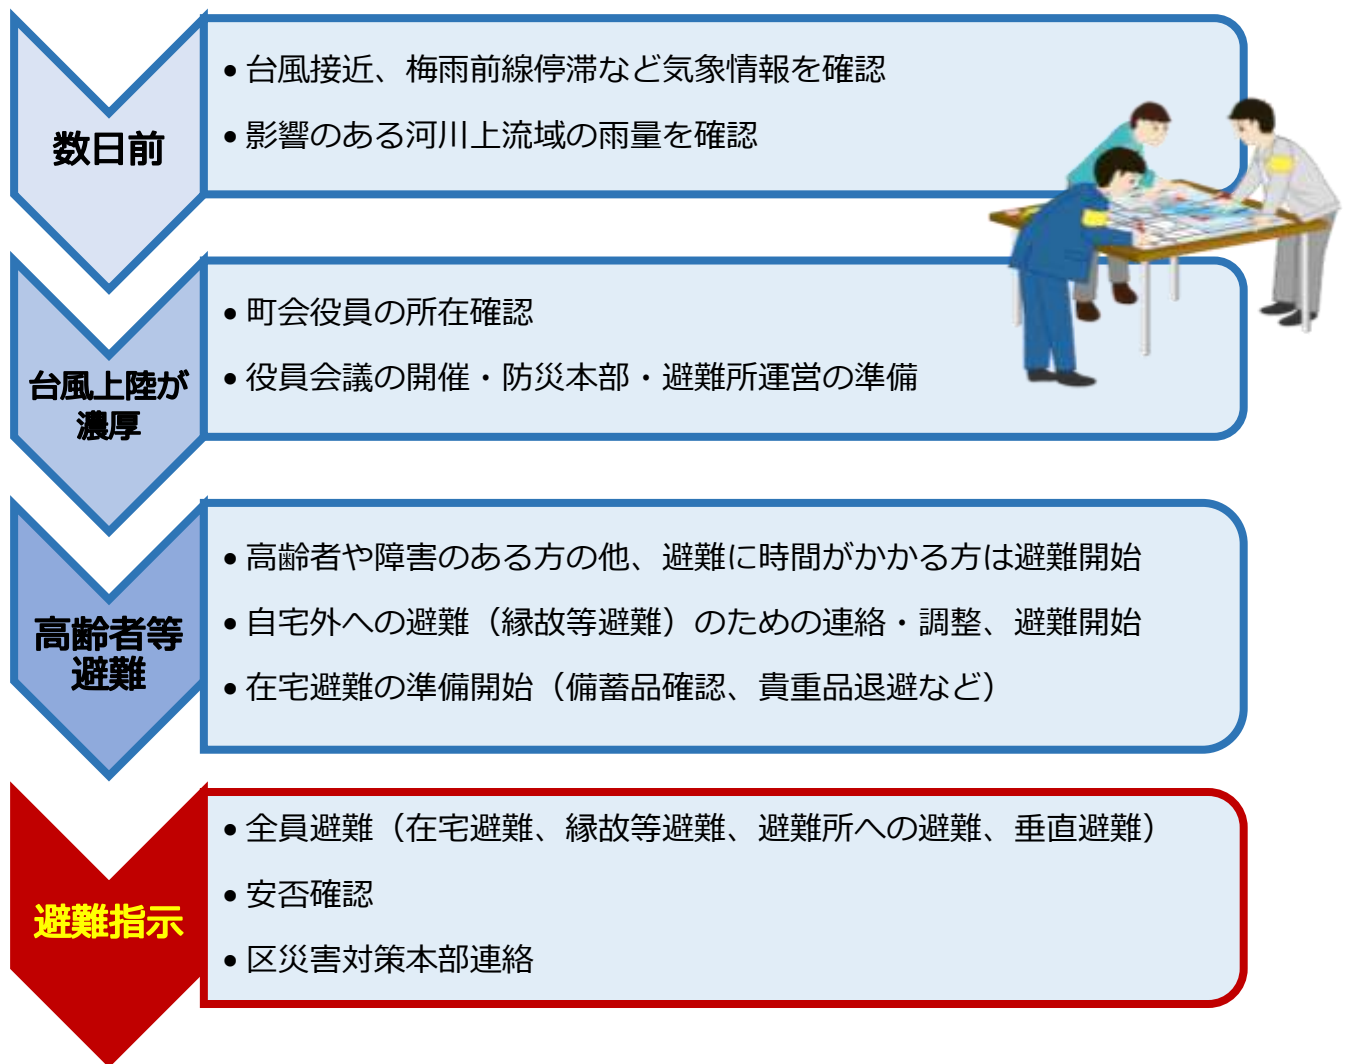 数日前
• 台風接近、梅雨前線停滞など気象情報を確認
• 影響のある河川上流域の雨量を確認
台風上陸が
濃厚
• 町会役員の所在確認
• 役員会議の開催・防災本部・避難所運営の準備
高齢者等
避難
• 高齢者や障害のある方の他、避難に時間がかかる方は避難開始
• 自宅外への避難（縁故等避難）のための連絡・調整、避難開始
• 在宅避難の準備開始（備蓄品確認、貴重品退避など）
避難指示
• 全員避難（在宅避難、縁故等避難、避難所への避難、垂直避難）
• 安否確認
• 区災害対策本部連絡